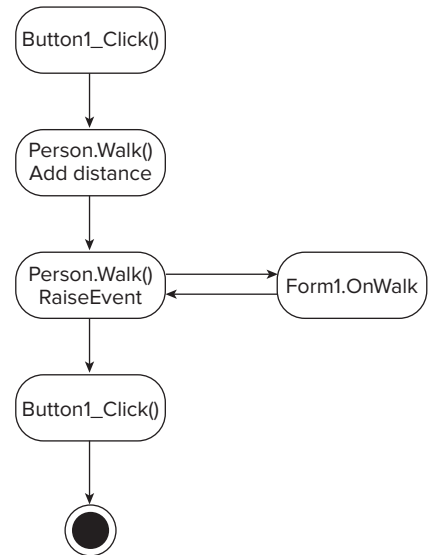 Button1_Click()
Person.Walk()
Add distance
Person.Walk()
RaiseEvent
Form1.OnWalk
Button1_Click()